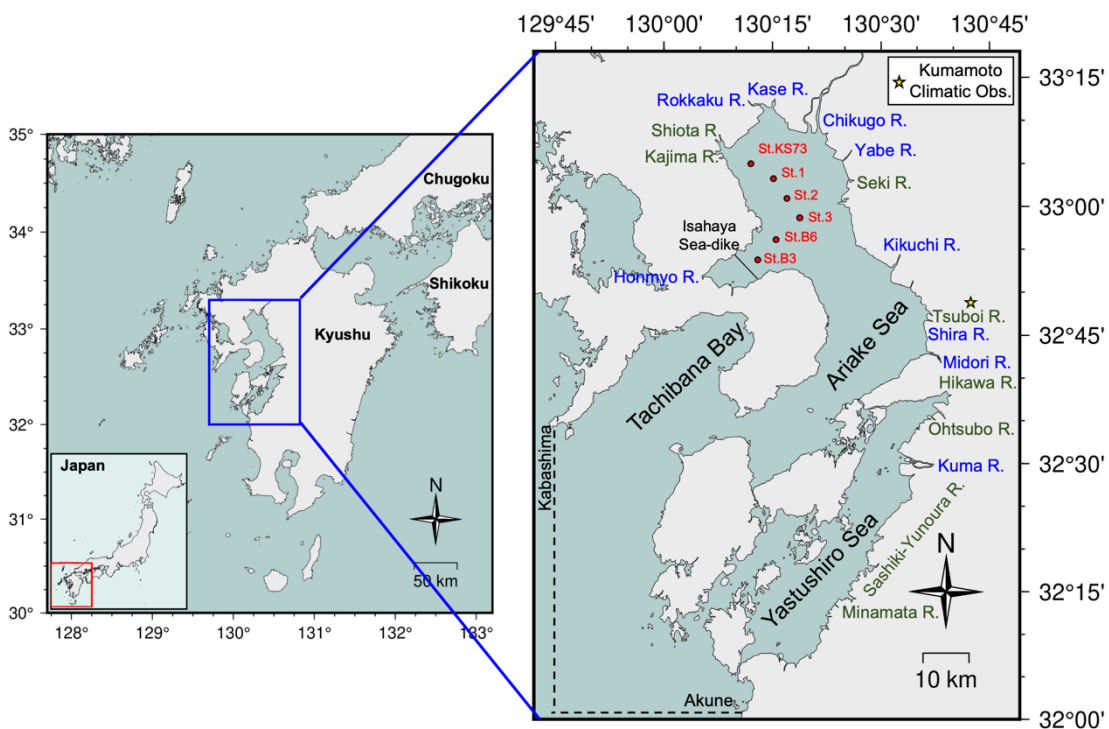 129°45' 130°00' 130°15' 130°30' 130°45'
Kumamoto
Climatic Obs.
33°15'
Kase R.
Rokkaku R.
Chikugo R.
Shiota R.
Kajima R.
St.KS73
Yabe R.
St.1
Seki R.
St.2
33°00'
St.3
Isahaya
Sea-dike
St.B6
Kikuchi R.
St.B3
Honmyo R.
Tsuboi R.
Shira R.
32°45'
Midori R.
Hikawa R.
Tachibana Bay
Ariake Sea
Ohtsubo R.
Kabashima
Kuma R.
32°30'
Sashiki-Yunoura R.
N
Yastushiro Sea
32°15'
Minamata R.
10 km
Akune
32°00'
35°
Chugoku
34°
Shikoku
33°
Kyushu
32°
Japan
N
31°
50 km
30°
128° 129° 130° 131° 132° 133°